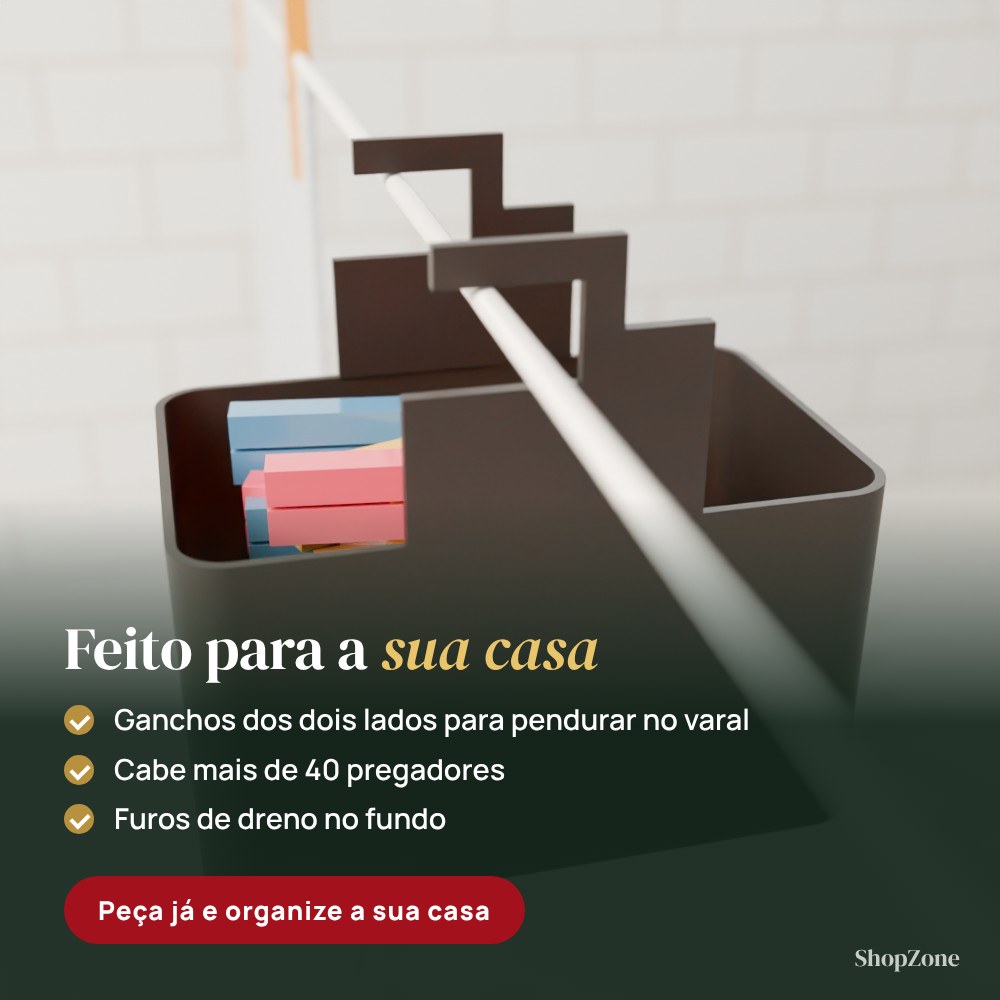 Feito para a sua casa
Ganchos dos dois lados para pendurar no varal
Cabe mais de 40 pregadores
Furos de dreno no fundo
Peça já e organize a sua casa
ShopZone